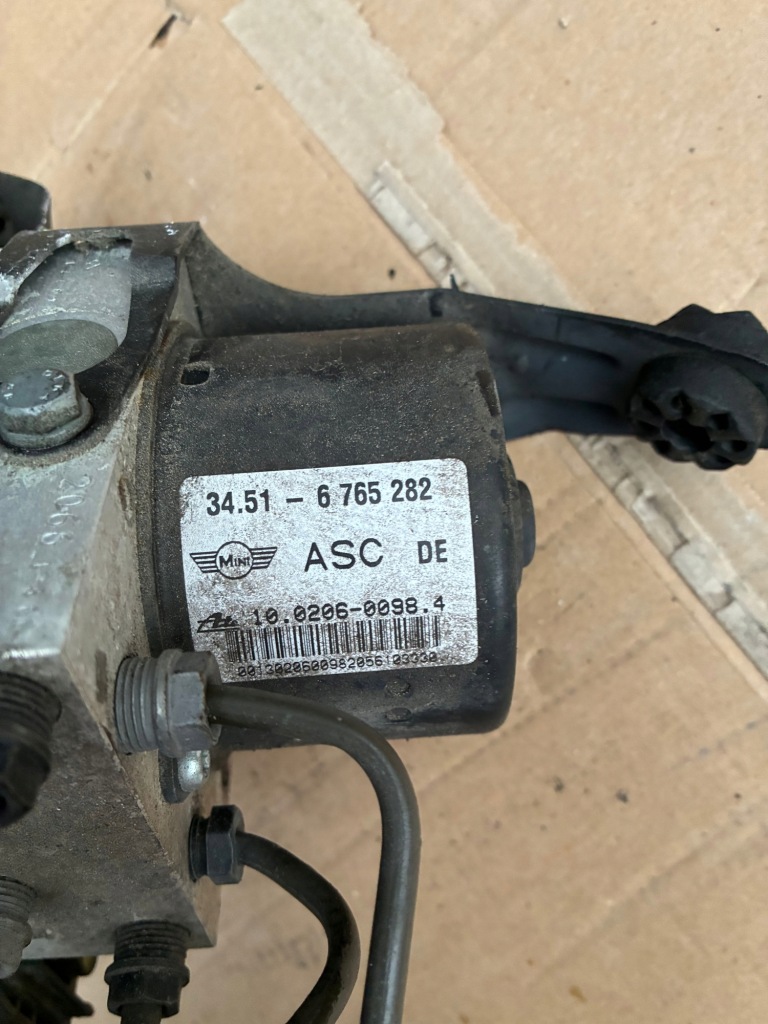 34.51 - 6 765 282
MINI ASC DE
Ate 10.0206-0098.4